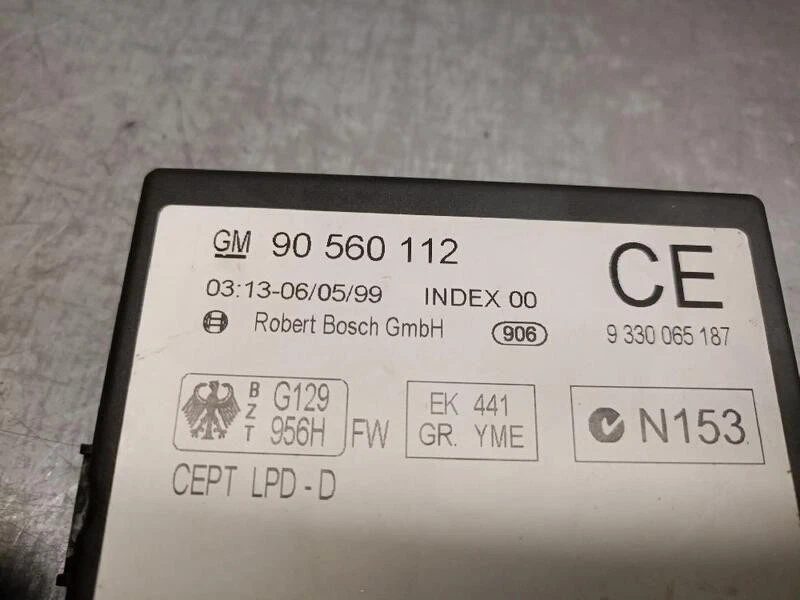 GM 90 560 112
03:13-06/05/99 INDEX 00
Robert Bosch GmbH 906
CE
9 330 065 187
BZT G129 956H FW
EK 441
GR. YME
N153
CEPT LPD - D